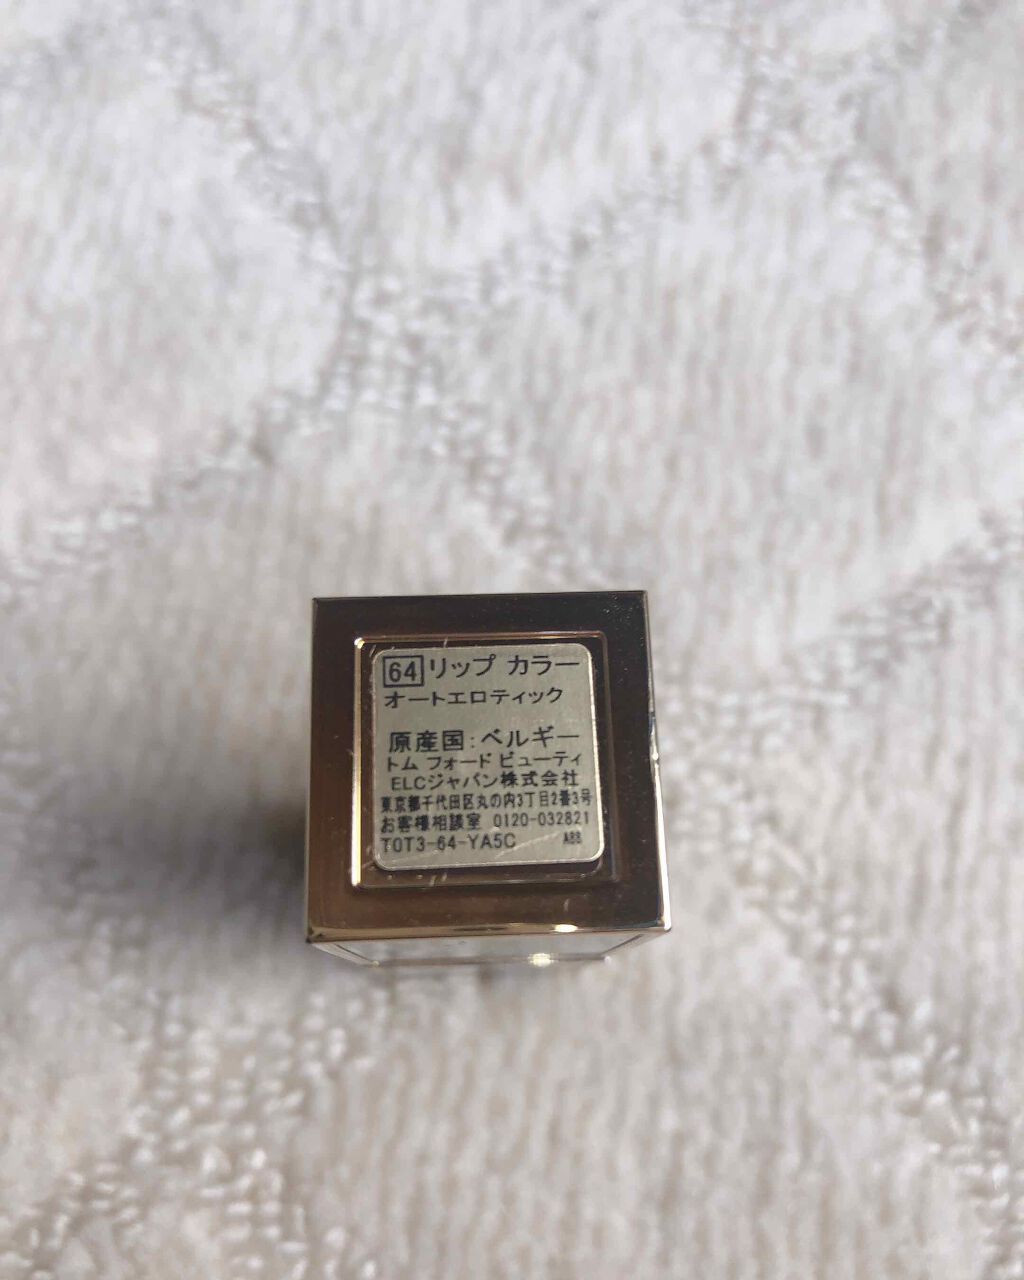 64 リップ カラー
オートエロティック
原産国:ベルギー
トム フォード ビューティ
ELCジャパン株式会社
東京都千代田区丸の内3丁目2番3号
お客様相談室 0120-032821
T0T3-64-YA5C A88